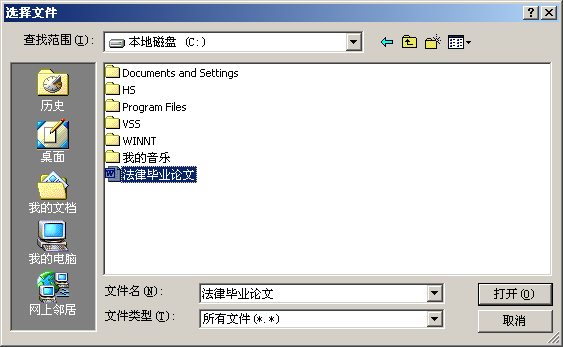 选择文件
查找范围(I):
本地磁盘 (C:)
历史
桌面
我的文档
我的电脑
网上邻居
Documents and Settings
HS
Program Files
VSS
WINNT
我的音乐
法律毕业论文
文件名(N):
法律毕业论文
打开(O)
文件类型(T):
所有文件(*.*)
取消